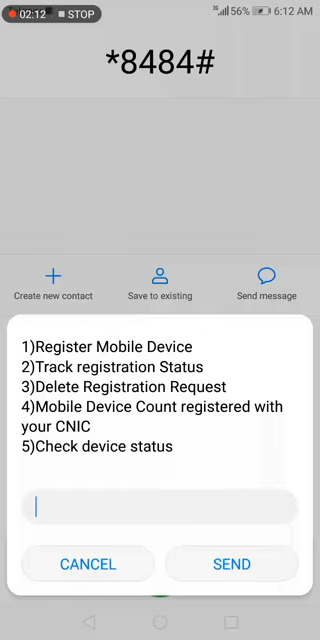 02:12 STOP 56% 6:12 AM
*8484#
Create new contact Save to existing Send message
1)Register Mobile Device
2)Track registration Status
3)Delete Registration Request
4)Mobile Device Count registered with
your CNIC
5)Check device status
CANCEL SEND